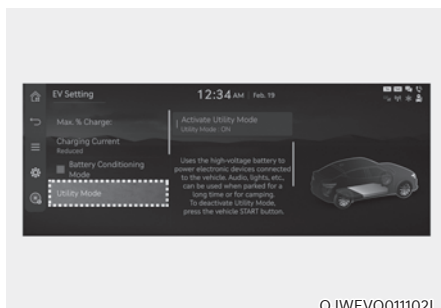 EV Setting
12:34 AM | Feb. 19
Max. % Charge:
Charging Current
Reduced
Battery Conditioning
Mode
Utility Mode
Activate Utility Mode
Utility Mode : ON
Uses the high-voltage battery to
power electronic devices connected
to the vehicle. Audio, lights, etc.,
can be used when parked for a
long time or for camping.
To deactivate Utility Mode,
press the vehicle START button.